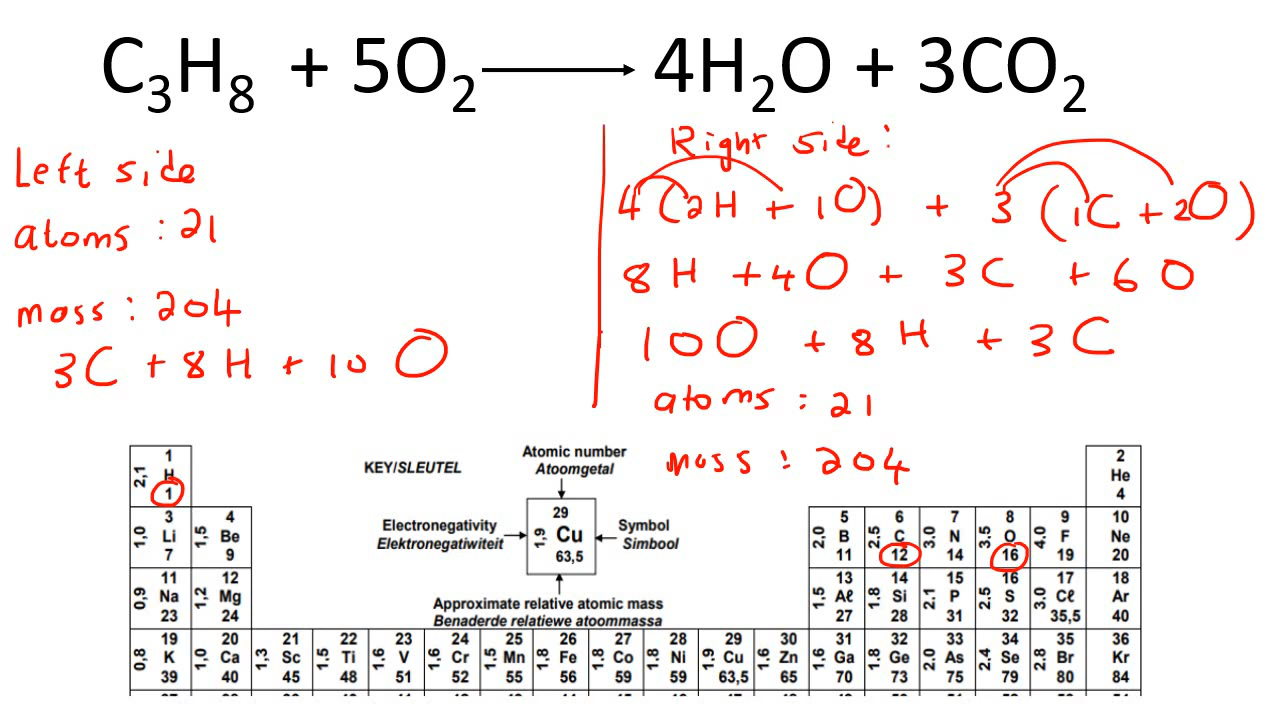 C₃H₈ + 5O₂ ⟶ 4H₂O + 3CO₂
Left side
atoms : 21
mass : 204
3C + 8H + 10 O
Right side :
4 (2H + 1O) + 3 (1C + 2O)
8 H + 4O + 3C + 6 O
10O + 8H + 3C
atoms : 21
mass : 204
KEY/SLEUTEL
Atomic number
Atoomgetal
Electronegativity
Elektronegatiwiteit
29
1,9 Cu
63,5
Symbol
Simbool
Approximate relative atomic mass
Benaderde relatiewe atoommassa
1 2
2,1 H He
1 4
3 4 5 6 7 8 9 10
1,0 Li 1,5 Be 2,0 B 2,5 C 3,0 N 3,5 O 4,0 F Ne
7 9 11 12 14 16 19 20
11 12 13 14 15 16 17 18
0,9 Na 1,2 Mg 1,5 Aℓ 1,8 Si 2,1 P 2,5 S 3,0 Cℓ Ar
23 24 27 28 31 32 35,5 40
19 20 21 22 23 24 25 26 27 28 29 30 31 32 33 34 35 36
0,8 K 1,0 Ca 1,3 Sc 1,5 Ti 1,6 V 1,6 Cr 1,5 Mn 1,8 Fe 1,8 Co 1,8 Ni 1,9 Cu 1,6 Zn 1,6 Ga 1,8 Ge 2,0 As 2,4 Se 2,8 Br Kr
39 40 45 48 51 52 55 56 59 59 63,5 65 70 73 75 79 80 84